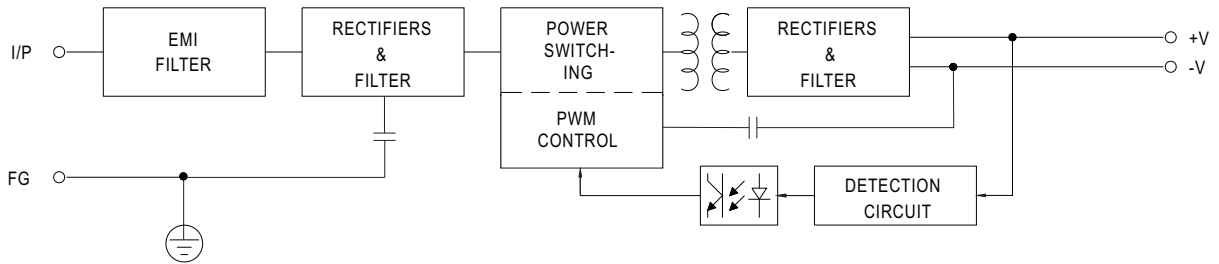 I/P
EMI
FILTER
RECTIFIERS
&
FILTER
POWER
SWITCH-
ING
PWM
CONTROL
RECTIFIERS
&
FILTER
+V
-V
FG
DETECTION
CIRCUIT